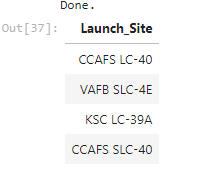 Done.
Out[37]: Launch_Site
CCAFS LC-40
VAFB SLC-4E
KSC LC-39A
CCAFS SLC-40